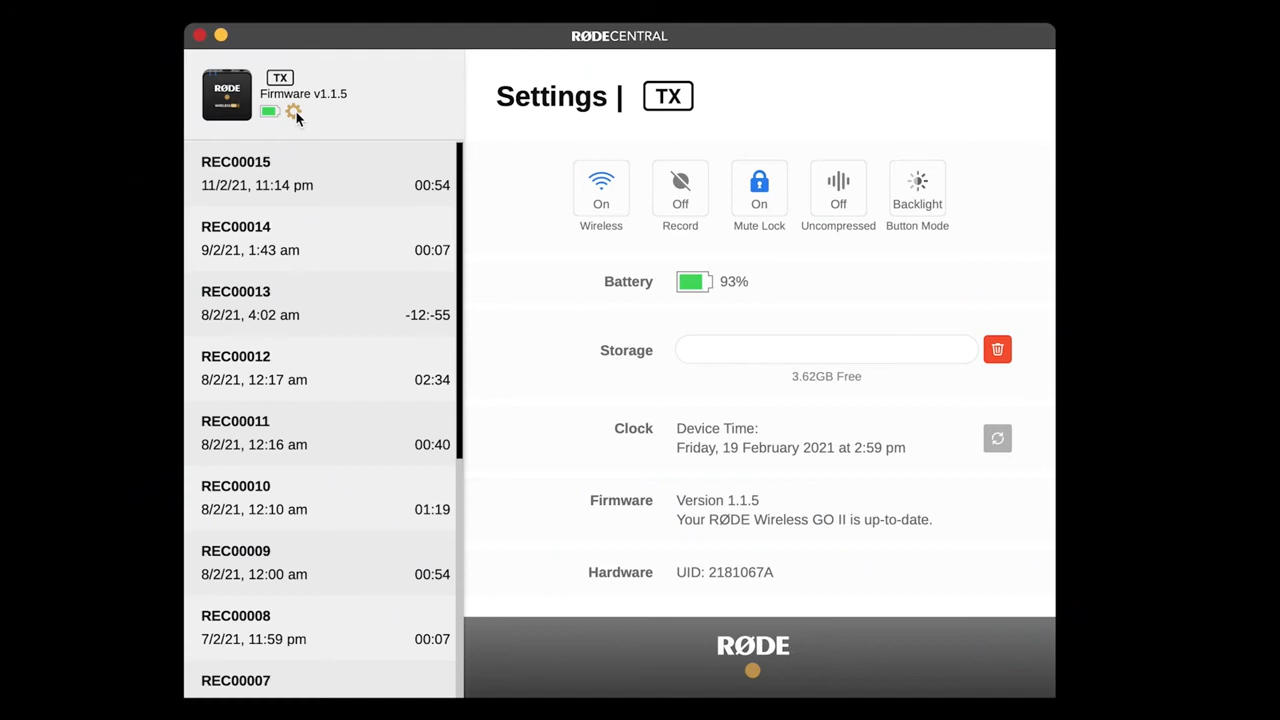 RØDECENTRAL
RØDE
TX
Firmware v1.1.5
REC00015
11/2/21, 11:14 pm 00:54
REC00014
9/2/21, 1:43 am 00:07
REC00013
8/2/21, 4:02 am -12:-55
REC00012
8/2/21, 12:17 am 02:34
REC00011
8/2/21, 12:16 am 00:40
REC00010
8/2/21, 12:10 am 01:19
REC00009
8/2/21, 12:00 am 00:54
REC00008
7/2/21, 11:59 pm 00:07
REC00007
Settings | TX
On Off On Off Backlight
Wireless Record Mute Lock Uncompressed Button Mode
Battery 93%
Storage
3.62GB Free
Clock Device Time:
Friday, 19 February 2021 at 2:59 pm
Firmware Version 1.1.5
Your RØDE Wireless GO II is up-to-date.
Hardware UID: 2181067A
RØDE